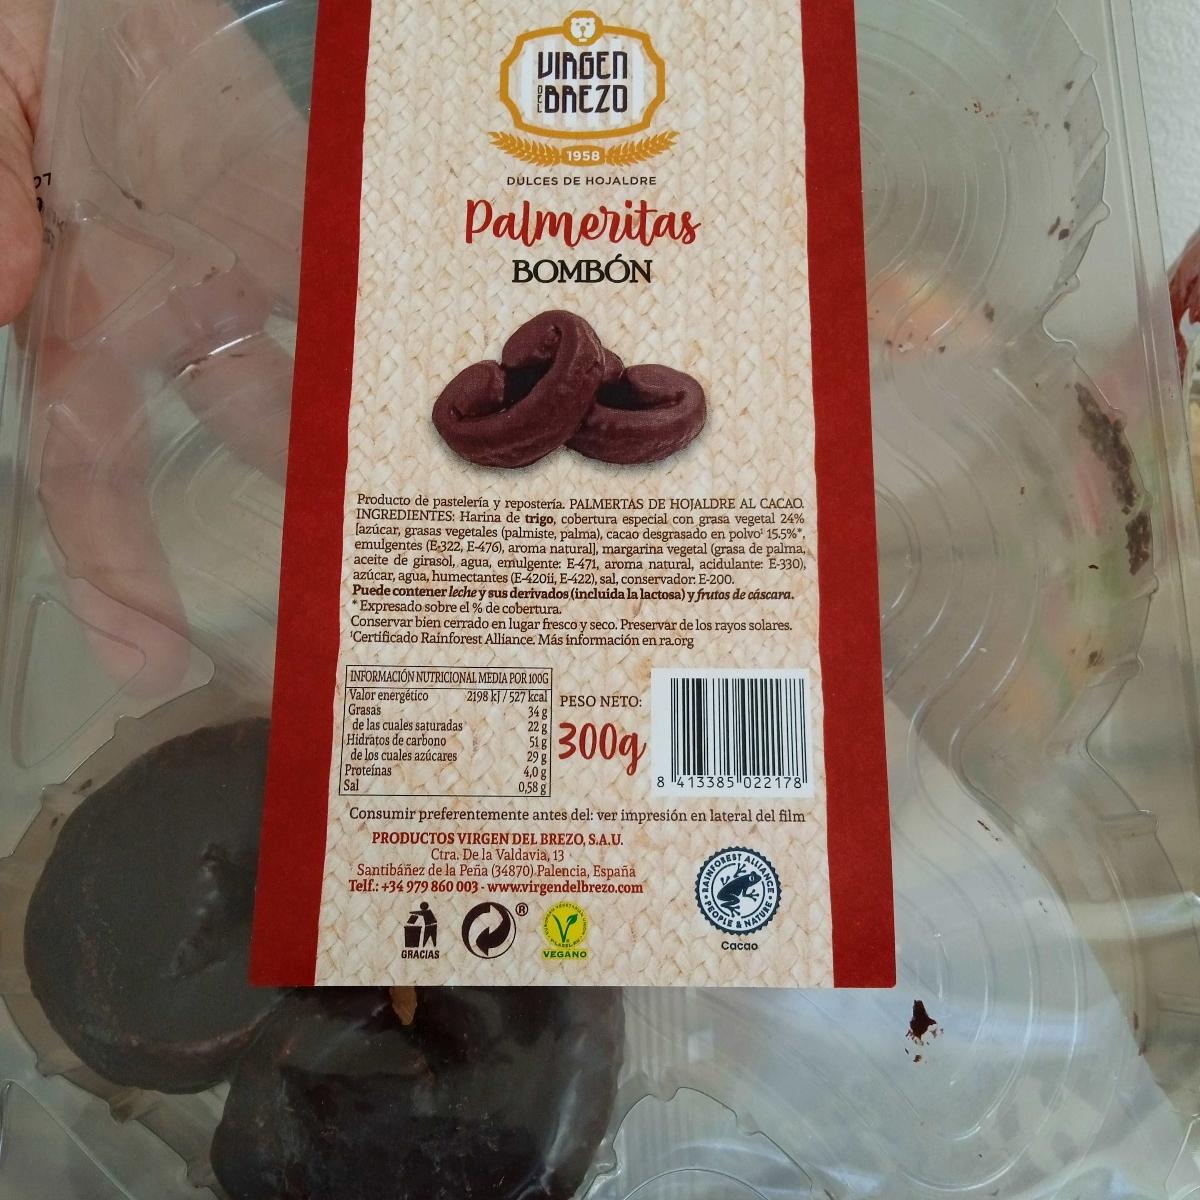 VIRGEN
DEL
BREZO
1958
DULCES DE HOJALDRE
Palmeritas
BOMBÓN
Producto de pastelería y repostería. PALMERTAS DE HOJALDRE AL CACAO.
INGREDIENTES: Harina de trigo, cobertura especial con grasa vegetal 24%
[azúcar, grasas vegetales (palmiste, palma), cacao desgrasado en polvo¹ 15.5%*,
emulgentes (E-322, E-476), aroma natural], margarina vegetal (grasa de palma,
aceite de girasol, agua, emulgente: E-471, aroma natural, acidulante: E-330),
azúcar, agua, humectantes (E-420ii, E-422), sal, conservador: E-200.
Puede contener leche y sus derivados (incluida la lactosa) y frutos de cáscara.
* Expresado sobre el % de cobertura.
Conservar bien cerrado en lugar fresco y seco. Preservar de los rayos solares.
¹Certificado Rainforest Alliance. Más información en ra.org
INFORMACIÓN NUTRICIONAL MEDIA POR 100G
Valor energético 2198 kJ / 527 kcal
Grasas 34 g
de las cuales saturadas 22 g
Hidratos de carbono 51 g
de los cuales azúcares 29 g
Proteínas 4,0 g
Sal 0,58 g
PESO NETO:
300g
8 413385 022178
Consumir preferentemente antes del: ver impresión en lateral del film
PRODUCTOS VIRGEN DEL BREZO, S.A.U.
Ctra. De la Valdavia, 13
Santibáñez de la Peña (34870) Palencia, España
Telf.: +34 979 860 003 - www.virgendelbrezo.com
GRACIAS
®
V
VEGANO
RAINFOREST ALLIANCE
PEOPLE & NATURE
Cacao